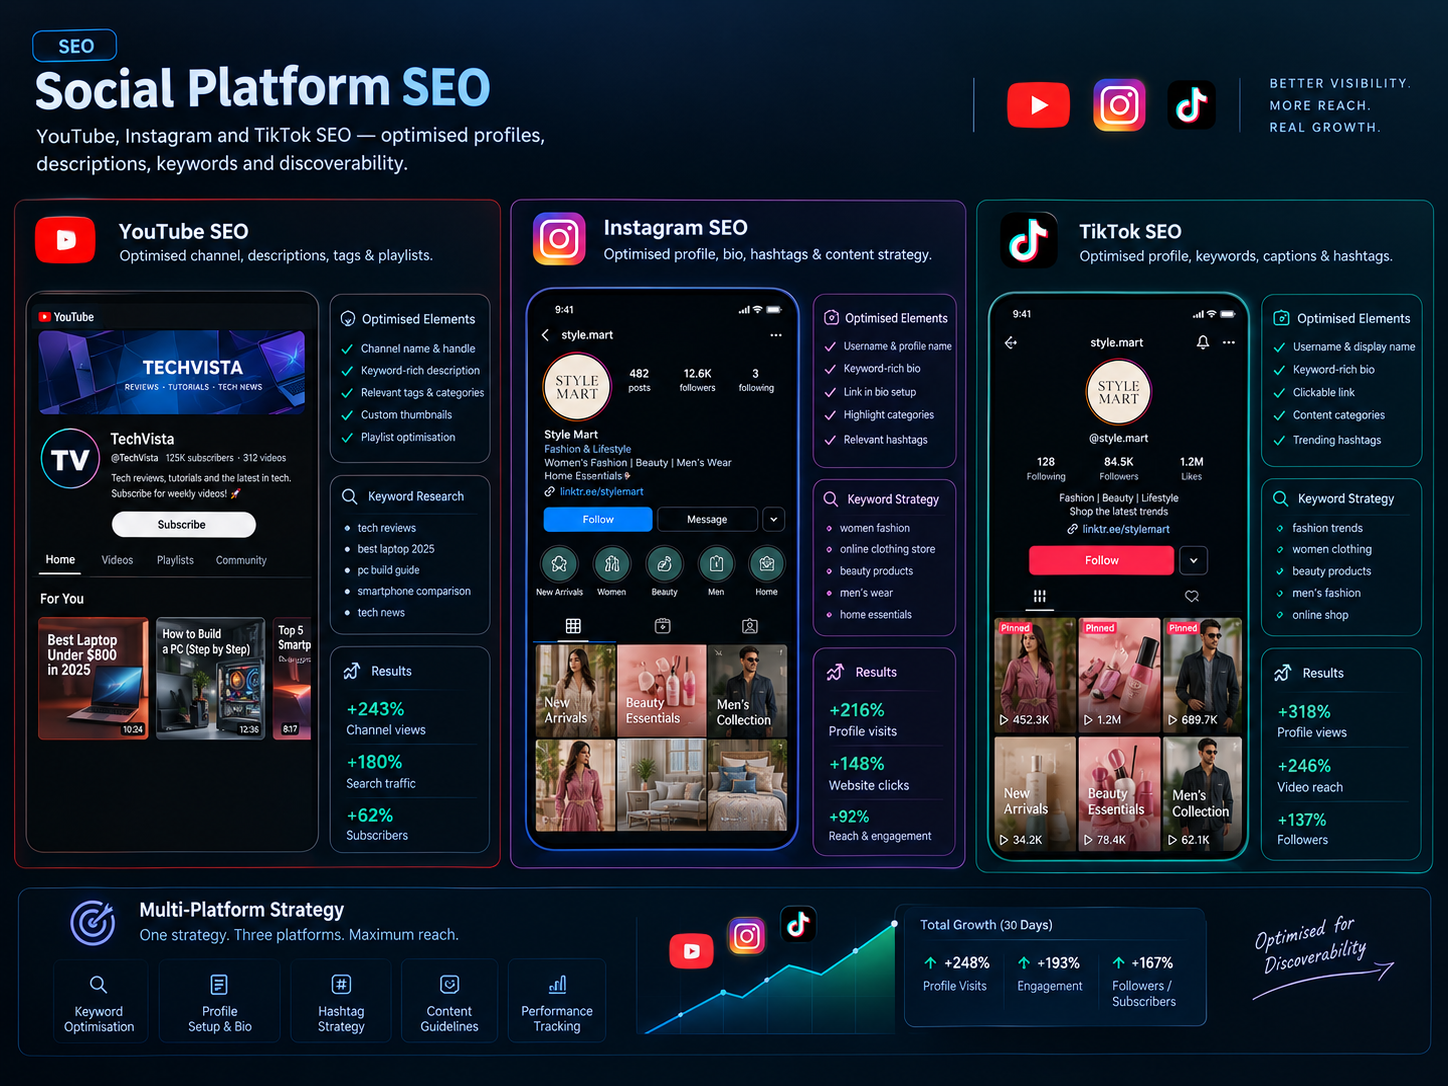 SEO
Social Platform SEO
YouTube, Instagram and TikTok SEO — optimised profiles,
descriptions, keywords and discoverability.
BETTER VISIBILITY.
MORE REACH.
REAL GROWTH.
YouTube SEO
Optimised channel, descriptions, tags & playlists.
YouTube
TECHVISTA
REVIEWS • TUTORIALS • TECH NEWS
TV
TechVista
@TechVista 125K subscribers · 312 videos
Tech reviews, tutorials and the latest in tech.
Subscribe for weekly videos! 🚀
Subscribe
Home Videos Playlists Community
For You
Best Laptop
Under $800
in 2025
10:24
How to Build
a PC (Step by Step)
12:36
Top 5
Smartp
8:17
Optimised Elements
Channel name & handle
Keyword-rich description
Relevant tags & categories
Custom thumbnails
Playlist optimisation
Keyword Research
tech reviews
best laptop 2025
pc build guide
smartphone comparison
tech news
Results
+243%
Channel views
+180%
Search traffic
+62%
Subscribers
Instagram SEO
Optimised profile, bio, hashtags & content strategy.
9:41
style.mart
STYLE
MART
482 12.6K 3
posts followers following
Style Mart
Fashion & Lifestyle
Women's Fashion | Beauty | Men's Wear
Home Essentials
linktr.ee/stylemart
Follow Message
New Arrivals Women Beauty Men Home
New
Arrivals
Beauty
Essentials
Men's
Collection
Optimised Elements
Username & profile name
Keyword-rich bio
Link in bio setup
Highlight categories
Relevant hashtags
Keyword Strategy
women fashion
online clothing store
beauty products
men's wear
home essentials
Results
+216%
Profile visits
+148%
Website clicks
+92%
Reach & engagement
TikTok SEO
Optimised profile, keywords, captions & hashtags.
9:41
style.mart
STYLE
MART
@style.mart
128 84.5K 1.2M
Following Followers Likes
Fashion | Beauty | Lifestyle
Shop the latest trends
linktr.ee/stylemart
Follow
Pinned Pinned Pinned
452.3K 1.2M 689.7K
New
Arrivals
Beauty
Essentials
Men's
Collection
34.2K 78.4K 62.1K
Optimised Elements
Username & display name
Keyword-rich bio
Clickable link
Content categories
Trending hashtags
Keyword Strategy
fashion trends
women clothing
beauty products
men's fashion
online shop
Results
+318%
Profile views
+246%
Video reach
+137%
Followers
Multi-Platform Strategy
One strategy. Three platforms. Maximum reach.
Keyword
Optimisation
Profile
Setup & Bio
Hashtag
Strategy
Content
Guidelines
Performance
Tracking
Total Growth (30 Days)
+248% +193% +167%
Profile Visits Engagement Followers /
Subscribers
Optimised for
Discoverability